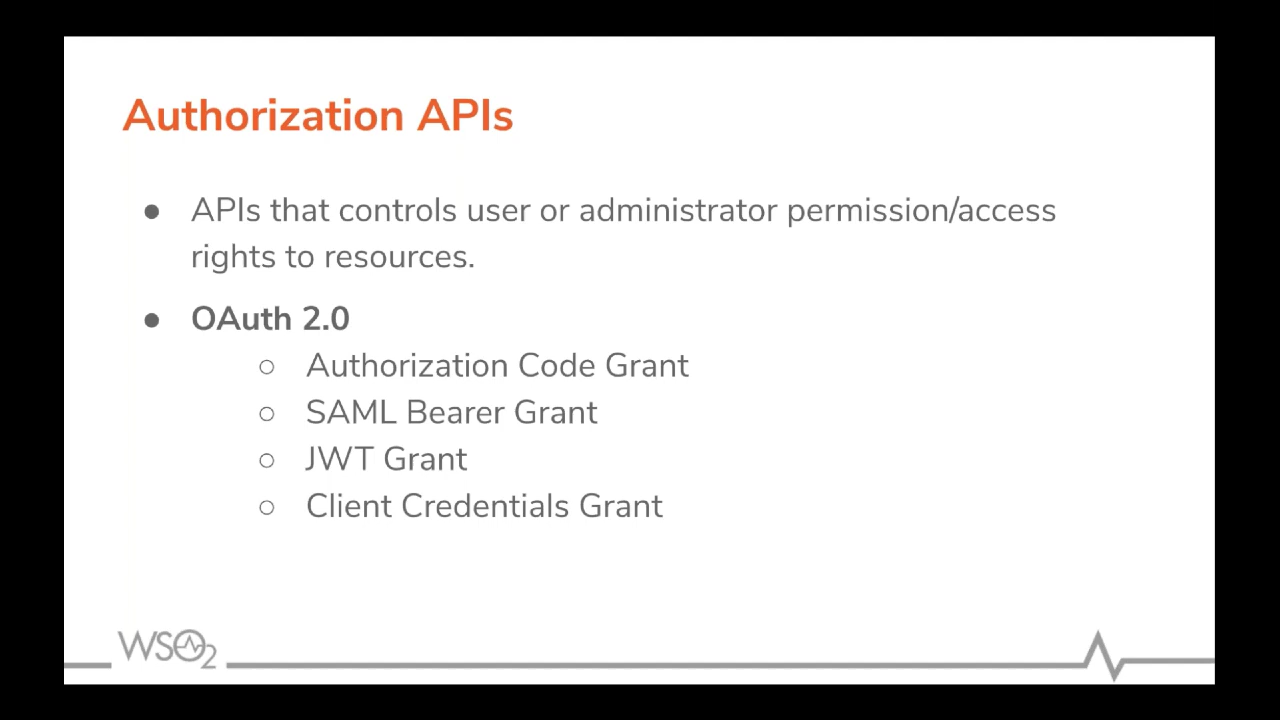 Authorization APIs
● APIs that controls user or administrator permission/access
rights to resources.
● OAuth 2.0
○ Authorization Code Grant
○ SAML Bearer Grant
○ JWT Grant
○ Client Credentials Grant
WSO2